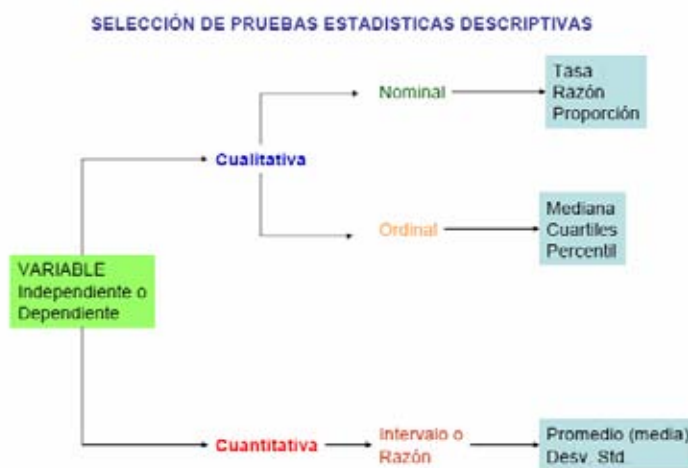 SELECCIÓN DE PRUEBAS ESTADISTICAS DESCRIPTIVAS
Nominal
Tasa
Razón
Proporción
Cualitativa
Ordinal
Mediana
Cuartiles
Percentil
VARIABLE
Independiente o
Dependiente
Cuantitativa
Intervalo o
Razón
Promedio (media)
Desv. Std.